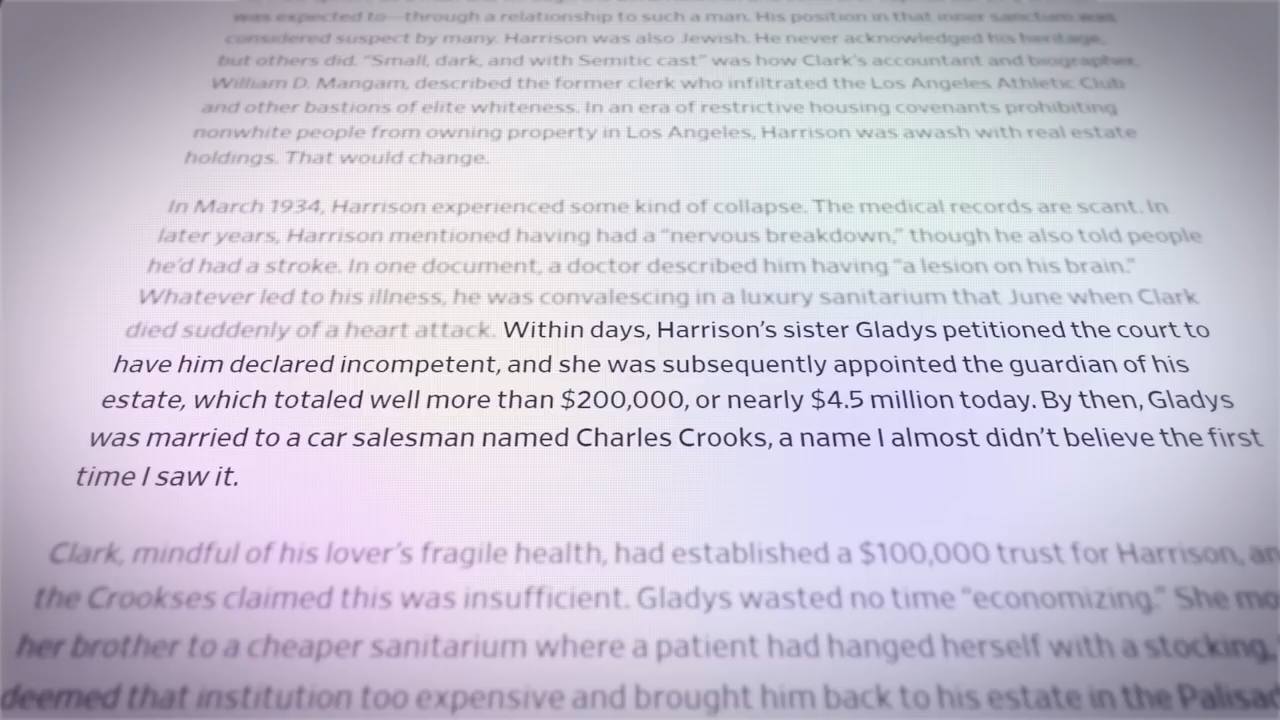 was expected to—through a relationship to such a man. His position in that inner sanctum was
considered suspect by many. Harrison was also Jewish. He never acknowledged his heritage,
but others did. “Small, dark, and with Semitic cast” was how Clark’s accountant and biographer,
William D. Mangam, described the former clerk who infiltrated the Los Angeles Athletic Club
and other bastions of elite whiteness. In an era of restrictive housing covenants prohibiting
nonwhite people from owning property in Los Angeles, Harrison was awash with real estate
holdings. That would change.
In March 1934, Harrison experienced some kind of collapse. The medical records are scant. In
later years, Harrison mentioned having had a “nervous breakdown,” though he also told people
he’d had a stroke. In one document, a doctor described him having “a lesion on his brain.”
Whatever led to his illness, he was convalescing in a luxury sanitarium that June when Clark
died suddenly of a heart attack. Within days, Harrison’s sister Gladys petitioned the court to
have him declared incompetent, and she was subsequently appointed the guardian of his
estate, which totaled well more than $200,000, or nearly $4.5 million today. By then, Gladys
was married to a car salesman named Charles Crooks, a name I almost didn’t believe the first
time I saw it.
Clark, mindful of his lover’s fragile health, had established a $100,000 trust for Harrison, an
the Crookses claimed this was insufficient. Gladys wasted no time “economizing.” She mo
her brother to a cheaper sanitarium where a patient had hanged herself with a stocking,
deemed that institution too expensive and brought him back to his estate in the Palisad